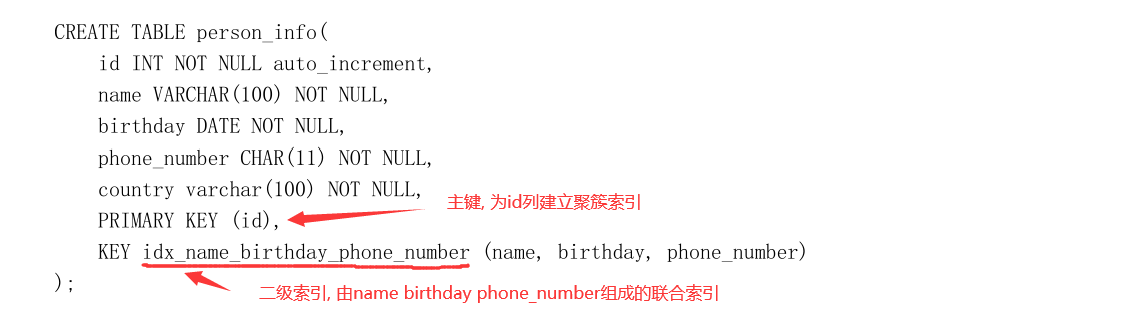 CREATE TABLE person_info(
id INT NOT NULL auto_increment,
name VARCHAR(100) NOT NULL,
birthday DATE NOT NULL,
phone_number CHAR(11) NOT NULL,
country varchar(100) NOT NULL,
主键, 为id列建立聚簇索引
PRIMARY KEY (id),
KEY idx_name_birthday_phone_number (name, birthday, phone_number)
);
二级索引, 由name birthday phone_number组成的联合索引